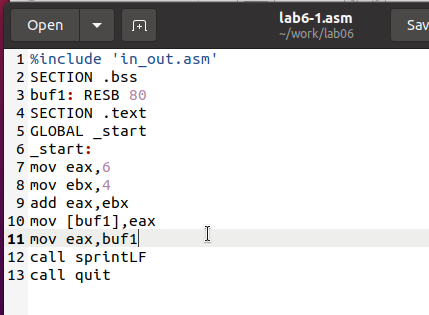 Open
lab6-1.asm
~/work/lab06
1 %include 'in_out.asm'
2 SECTION .bss
3 buf1: RESB 80
4 SECTION .text
5 GLOBAL _start
6 _start:
7 mov eax,6
8 mov ebx,4
9 add eax,ebx
10 mov [buf1],eax
11 mov eax,buf1
12 call sprintLF
13 call quit